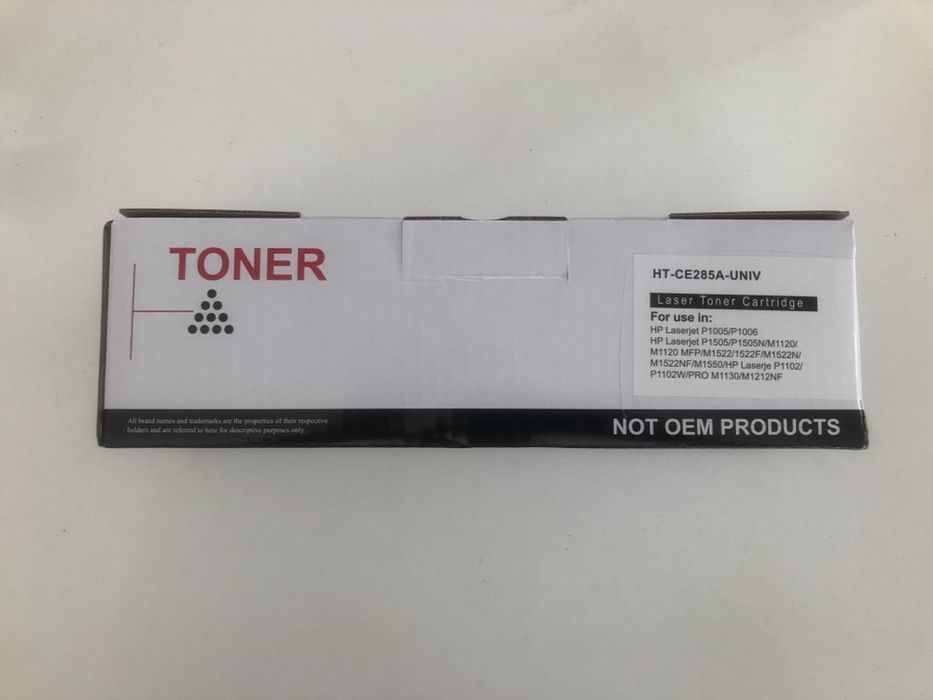 TONER
HT-CE285A-UNIV
Laser Toner Cartridge
For use in:
HP Laserjet P1005/P1006
HP Laserjet P1505/P1505N/M1120/
M1120 MFP/M1522/1522F/M1522N/
M1522NF/M1550/HP Laserje P1102/
P1102W/PRO M1130/M1212NF
All brand names and trademarks are the properties of their respective
holders and are referred to here for descriptive purposes only.
NOT OEM PRODUCTS